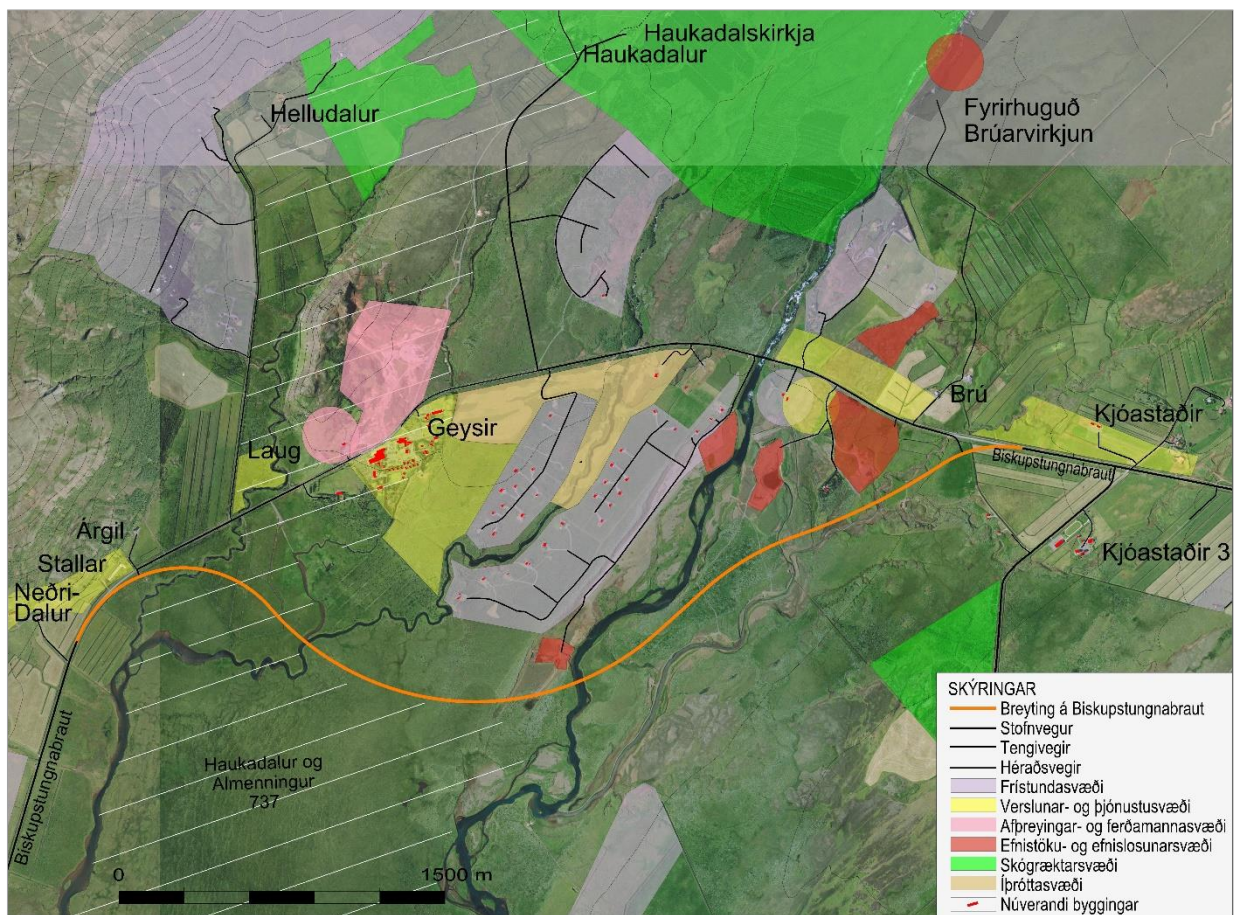 Haukadalskirkja
Haukadalur
Helludalur
Fyrirhuguð
Brúarvirkjun
Geysir
Laug
Brú
Kjóastaðir
Biskupstungnabraut
Árgil
Stallar
Neðri-
Dalur
Kjóastaðir 3
Biskupstungnabraut
Haukadalur og
Almenningur
737
0
1500 m
SKÝRINGAR
Breyting á Biskupstungnabraut
Stofnvegur
Tengivegir
Héraðsvegir
Frístundasvæði
Verslunar- og þjónustusvæði
Afþreyingar- og ferðamannasvæði
Efnistöku- og efnislosunarsvæði
Skógræktarsvæði
Íþróttasvæði
Núverandi byggingar